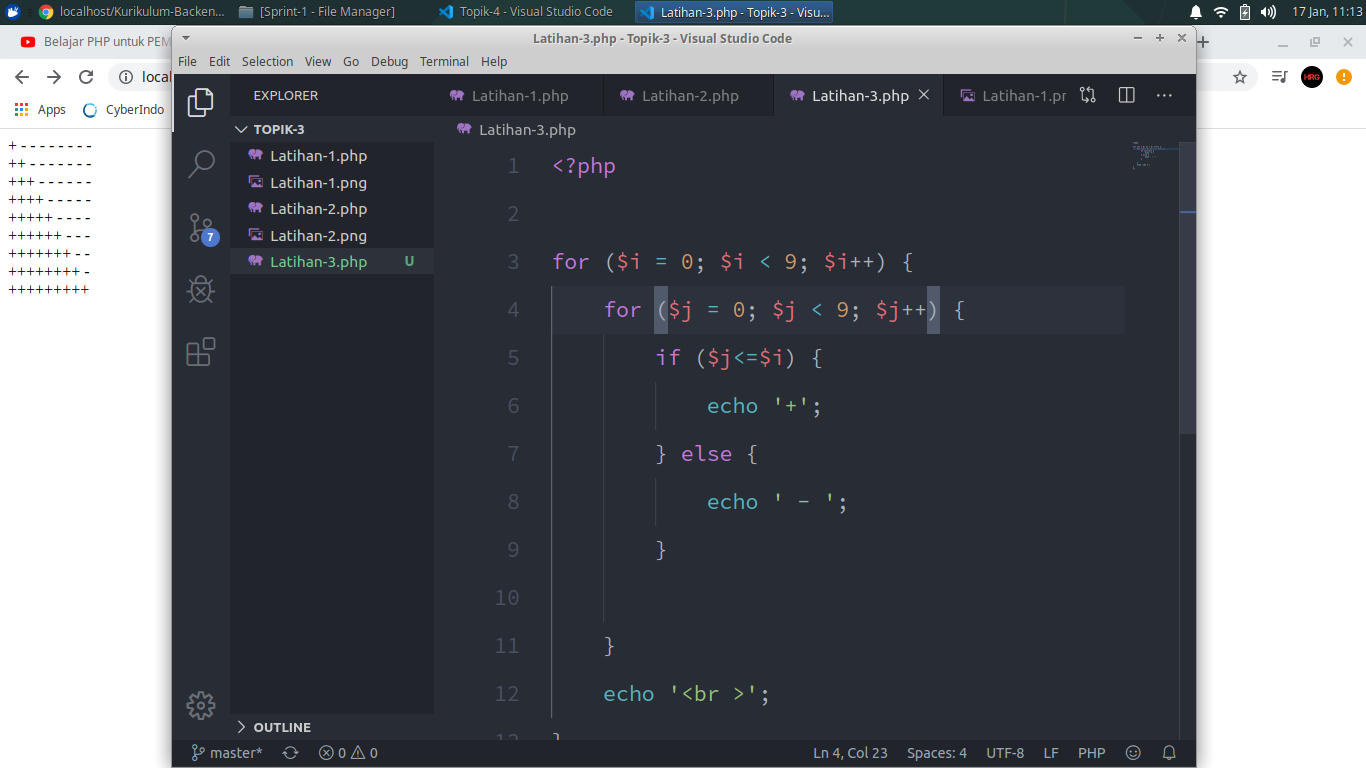 localhost/Kurikulum-Backen...
[Sprint-1 - File Manager]
Topik-4 - Visual Studio Code
Latihan-3.php - Topik-3 - Visu...
17 Jan, 11:13
Belajar PHP untuk PEM
Latihan-3.php - Topik-3 - Visual Studio Code
File Edit Selection View Go Debug Terminal Help
local
HRG
Apps
CyberIndo
EXPLORER
Latihan-1.php
Latihan-2.php
Latihan-3.php
Latihan-1.pr
TOPIK-3
Latihan-3.php
Latihan-1.php
Latihan-1.png
Latihan-2.php
Latihan-2.png
Latihan-3.php U
7
+ - - - - - - - -
++ - - - - - - -
+++ - - - - - -
++++ - - - - -
+++++ - - - -
++++++ - - -
+++++++ - -
++++++++ -
+++++++++
1 <?php
2
3 for ($i = 0; $i < 9; $i++) {
4 for ($j = 0; $j < 9; $j++) {
5 if ($j<=$i) {
6 echo '+';
7 } else {
8 echo ' - ';
9 }
10
11 }
12 echo '<br >';
13 }
OUTLINE
master* 0 0
Ln 4, Col 23 Spaces: 4 UTF-8 LF PHP